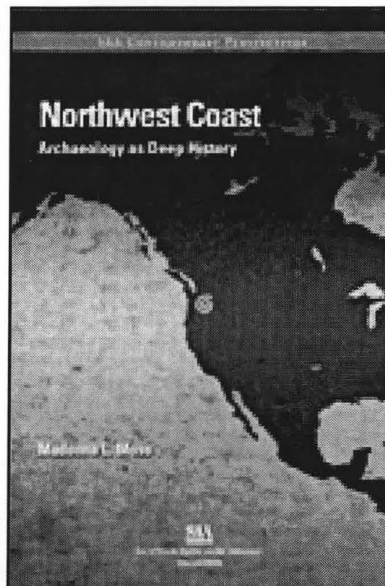 SAA Contemporary Perspectives
Northwest Coast
Archaeology as Deep History
Madonna L. Moss
SAA